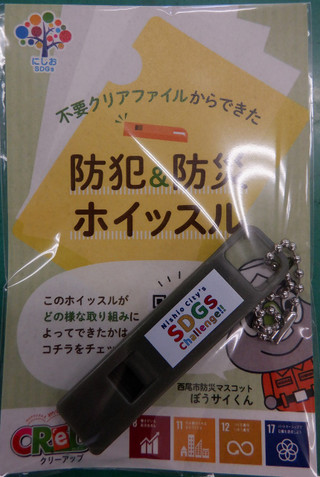 にしお
SDGs
不要クリアファイルからできた
防犯&防災
ホイッスル
このホイッスルが
どの様な取り組みに
よってできたかは
コチラをチェッ
Nishio City's
SDGs
Challenge!!
西尾市防災マスコット
ぼうサイくん
CReUP
クリーアップ
8
11
12
17